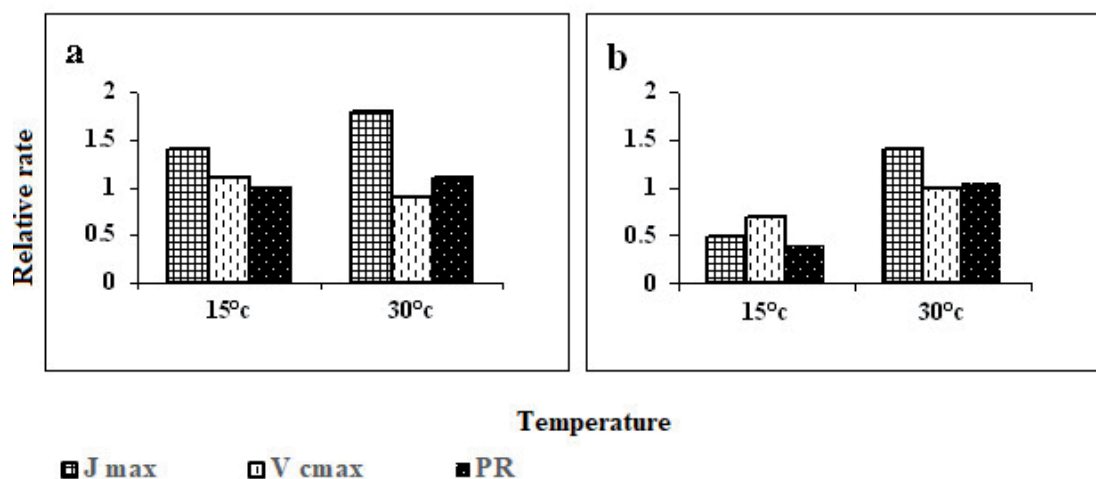 a
2
1.5
1
0.5
0
15°c
30°c
b
2
1.5
1
0.5
0
15°c
30°c
Relative rate
Temperature
J max
V cmax
PR